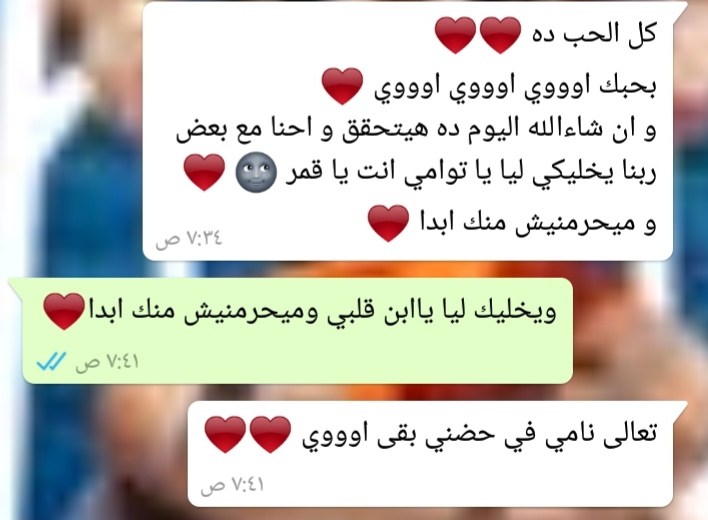 كل الحب ده ❤️❤️
بحبك اوووي اوووي اوووي ❤️
و ان شاءالله اليوم ده هيتحقق و احنا مع بعض
ربنا يخليكي ليا يا توامي انت يا قمر 🌚 ❤️
و ميحرمنيش منك ابدا ❤️
٧:٣٤ ص
ويخليك ليا ياابن قلبي وميحرمنيش منك ابدا❤️
٧:٤١ ص
تعالى نامي في حضني بقى اوووي ❤️❤️
٧:٤١ ص